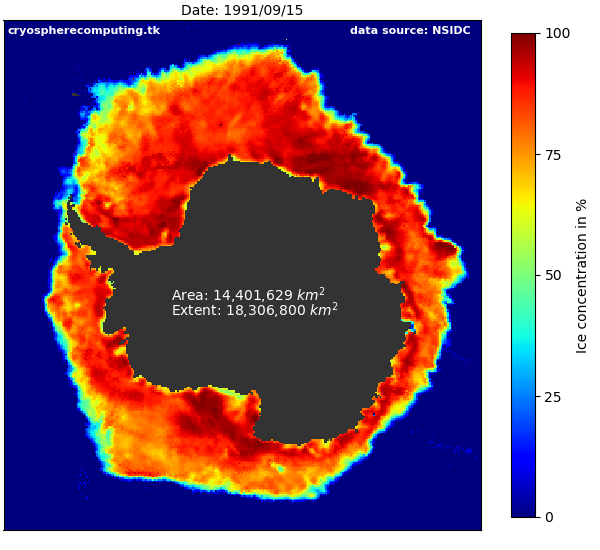 Date: 1991/09/15
cryospherecomputing.tk
data source: NSIDC
Area: 14,401,629 km²
Extent: 18,306,800 km²
100
75
50
25
0
Ice concentration in %